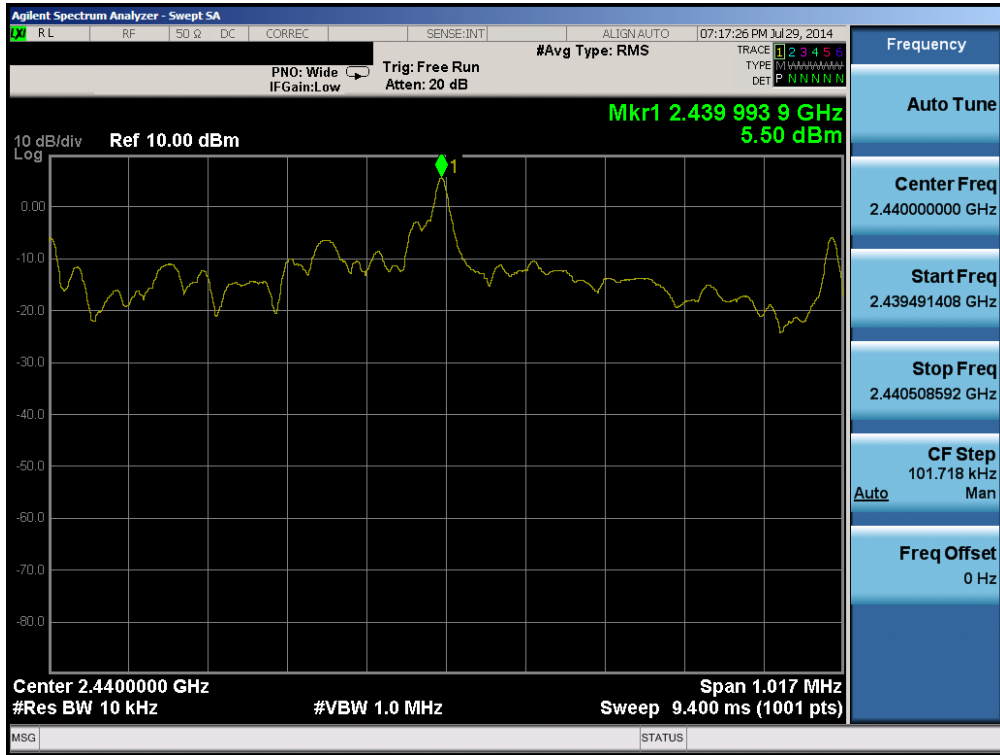 Agilent Spectrum Analyzer - Swept SA
LXI RL RF 50 Ω DC CORREC SENSE:INT ALIGN AUTO 07:17:26 PM Jul 29, 2014
PNO: Wide Trig: Free Run #Avg Type: RMS TRACE 1 2 3 4 5 6
IFGain:Low Atten: 20 dB TYPE M WWWWW
DET P N N N N N
Mkr1 2.439 993 9 GHz
5.50 dBm
10 dB/div Ref 10.00 dBm
Log
1
0.00
-10.0
-20.0
-30.0
-40.0
-50.0
-60.0
-70.0
-80.0
Center 2.4400000 GHz Span 1.017 MHz
#Res BW 10 kHz #VBW 1.0 MHz Sweep 9.400 ms (1001 pts)
MSG STATUS
Frequency
Auto Tune
Center Freq
2.440000000 GHz
Start Freq
2.439491408 GHz
Stop Freq
2.440508592 GHz
CF Step
101.718 kHz
Auto Man
Freq Offset
0 Hz